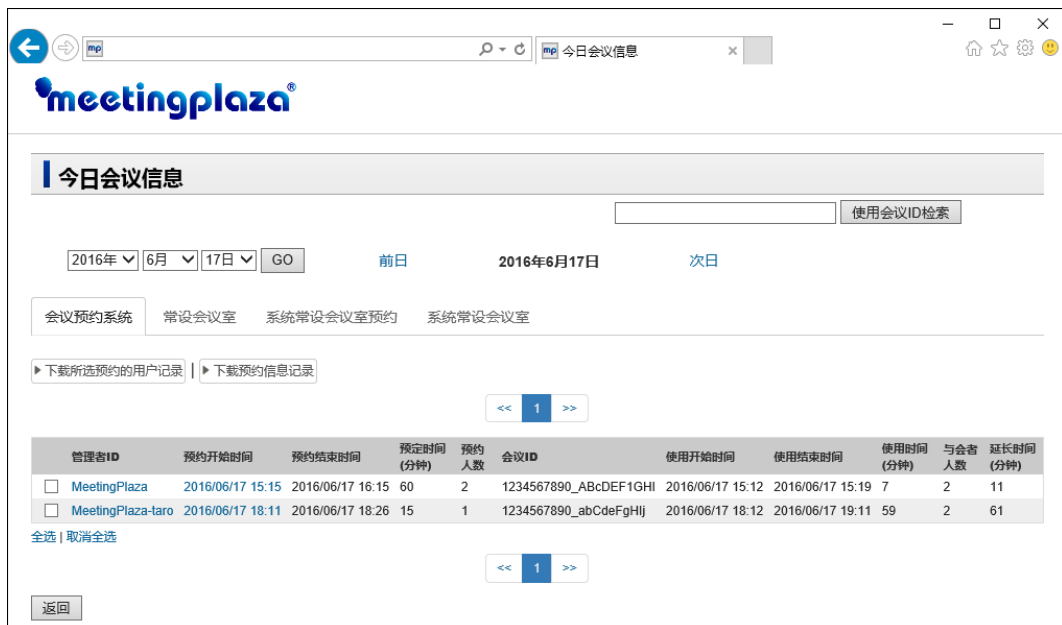 mp
mp 今日会议信息
meetingplaza®
今日会议信息
使用会议ID检索
2016年 6月 17日 GO 前日 2016年6月17日 次日
会议预约系统 常设会议室 系统常设会议室预约 系统常设会议室
下载所选预约的用户记录 | 下载预约信息记录
<< 1 >>
管理者ID 预约开始时间 预约结束时间 预定时间(分钟) 预约人数 会议ID 使用开始时间 使用结束时间 使用时间(分钟) 与会者人数 延长时间(分钟)
MeetingPlaza 2016/06/17 15:15 2016/06/17 16:15 60 2 1234567890_ABcDEF1GHI 2016/06/17 15:12 2016/06/17 15:19 7 2 11
MeetingPlaza-taro 2016/06/17 18:11 2016/06/17 18:26 15 1 1234567890_abCdeFgHIj 2016/06/17 18:12 2016/06/17 19:11 59 2 61
全选 | 取消全选
<< 1 >>
返回